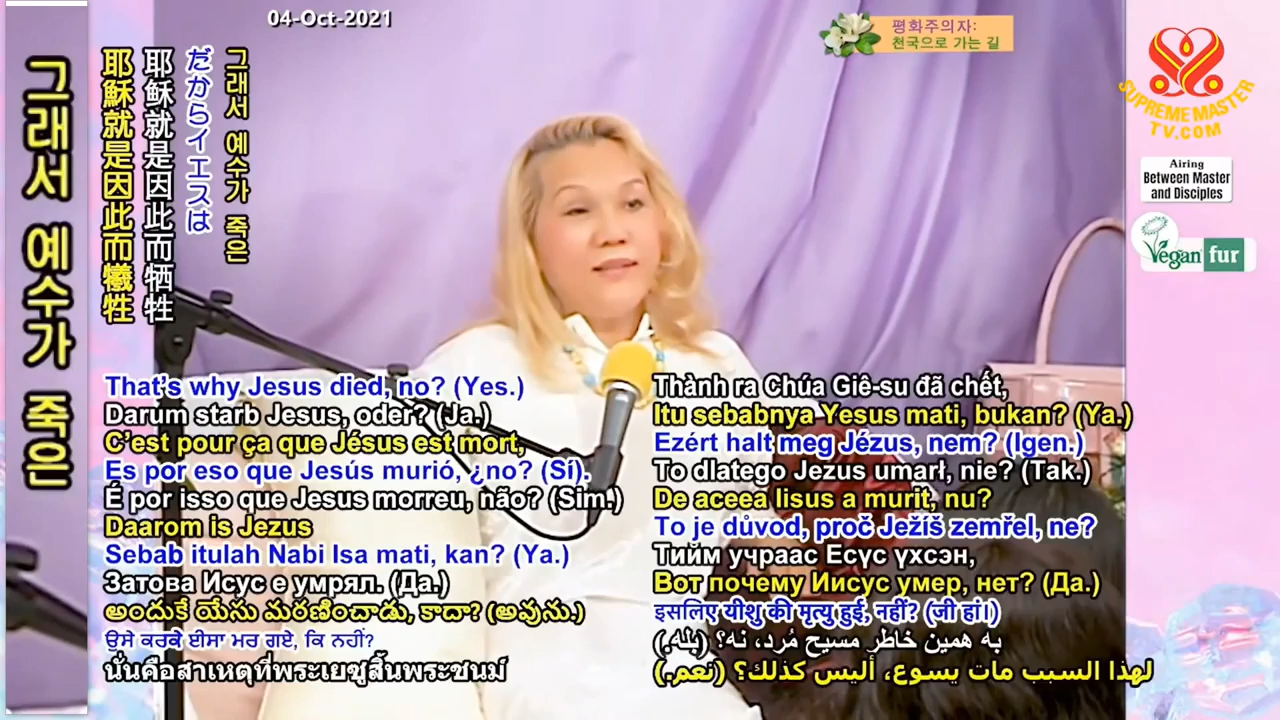 04-Oct-2021
평화주의자:
천국으로 가는 길
SUPREME MASTER
TV.COM
Airing
Between Master
and Disciples
Vegan fur
그래서 예수가 죽은
耶穌就是因此而犧牲
耶稣就是因此而牺牲
だからイエスは
그래서 예수가 죽은
That's why Jesus died, no? (Yes.)
Darum starb Jesus, oder? (Ja.)
C'est pour ça que Jésus est mort,
Es por eso que Jesús murió, ¿no? (Sí).
É por isso que Jesus morreu, não? (Sim.)
Daarom is Jezus
Sebab itulah Nabi Isa mati, kan? (Ya.)
Затова Исус е умрял. (Да.)
అందుకే యేసు మరణించాడు, కాదా? (అవును.)
ਉਸੇ ਕਰਕੇ ਈਸਾ ਮਰ ਗਏ, ਕਿ ਨਹੀਂ?
นั่นคือสาเหตุที่พระเยซูสิ้นพระชนม์
Thành ra Chúa Giê-su đã chết,
Itu sebabnya Yesus mati, bukan? (Ya.)
Ezért halt meg Jézus, nem? (Igen.)
To dlatego Jezus umarł, nie? (Tak.)
De aceea Iisus a murit, nu?
To je důvod, proč Ježíš zemřel, ne?
Тийм учраас Есүс үхсэн,
Вот почему Иисус умер, нет? (Да.)
इसलिए यीशु की मृत्यु हुई, नहीं? (जी हां।)
به همین خاطر مسیح مُرد، نه؟ (بله.)
لهذا السبب مات يسوع، أليس كذلك؟ (نعم.)